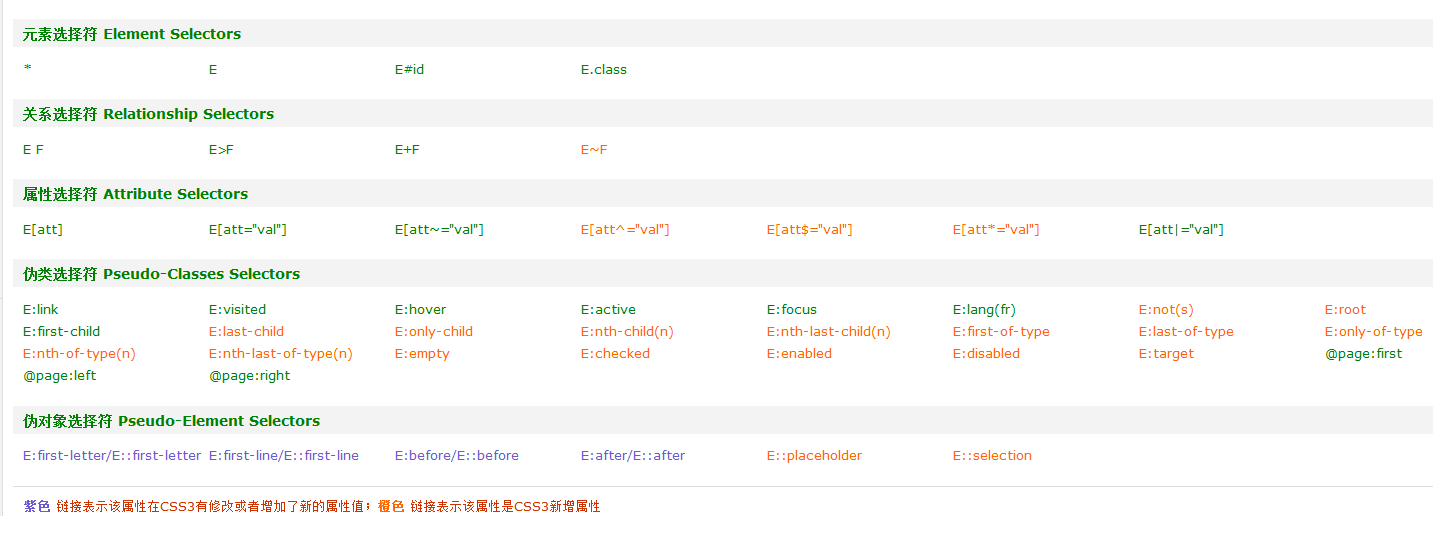 元素选择符 Element Selectors
* E E#id E.class
关系选择符 Relationship Selectors
E F E>F E+F E~F
属性选择符 Attribute Selectors
E[att] E[att="val"] E[att~="val"] E[att^="val"] E[att$="val"] E[att*="val"] E[att|="val"]
伪类选择符 Pseudo-Classes Selectors
E:link E:visited E:hover E:active E:focus E:lang(fr) E:not(s) E:root
E:first-child E:last-child E:only-child E:nth-child(n) E:nth-last-child(n) E:first-of-type E:last-of-type E:only-of-type
E:nth-of-type(n) E:nth-last-of-type(n) E:empty E:checked E:enabled E:disabled E:target @page:first
@page:left @page:right
伪对象选择符 Pseudo-Element Selectors
E:first-letter/E::first-letter E:first-line/E::first-line E:before/E::before E:after/E::after E::placeholder E::selection
紫色 链接表示该属性在CSS3有修改或者增加了新的属性值；橙色 链接表示该属性是CSS3新增属性